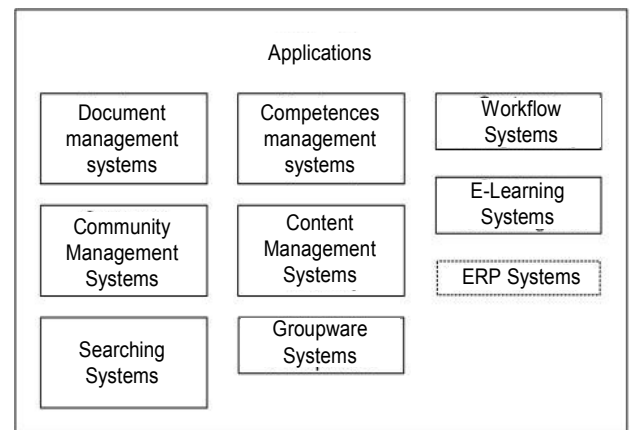 Applications
Document
management
systems
Competences
management
systems
Workflow
Systems
Community
Management
Systems
Content
Management
Systems
E-Learning
Systems
ERP Systems
Searching
Systems
Groupware
Systems